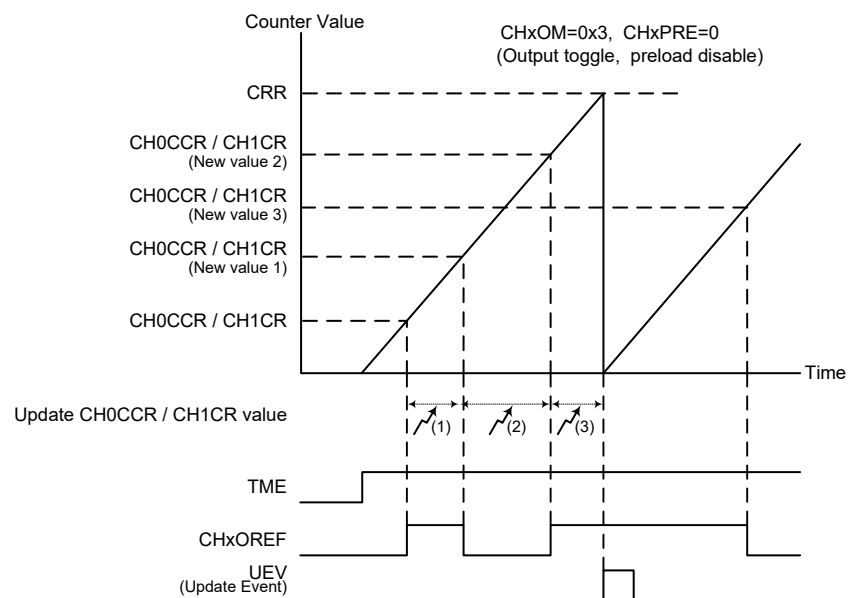 Counter Value
CHxOM=0x3, CHxPRE=0
(Output toggle, preload disable)
CRR
CH0CCR / CH1CR
(New value 2)
CH0CCR / CH1CR
(New value 3)
CH0CCR / CH1CR
(New value 1)
CH0CCR / CH1CR
Time
Update CH0CCR / CH1CR value
(1)
(2)
(3)
TME
CHxOREF
UEV
(Update Event)